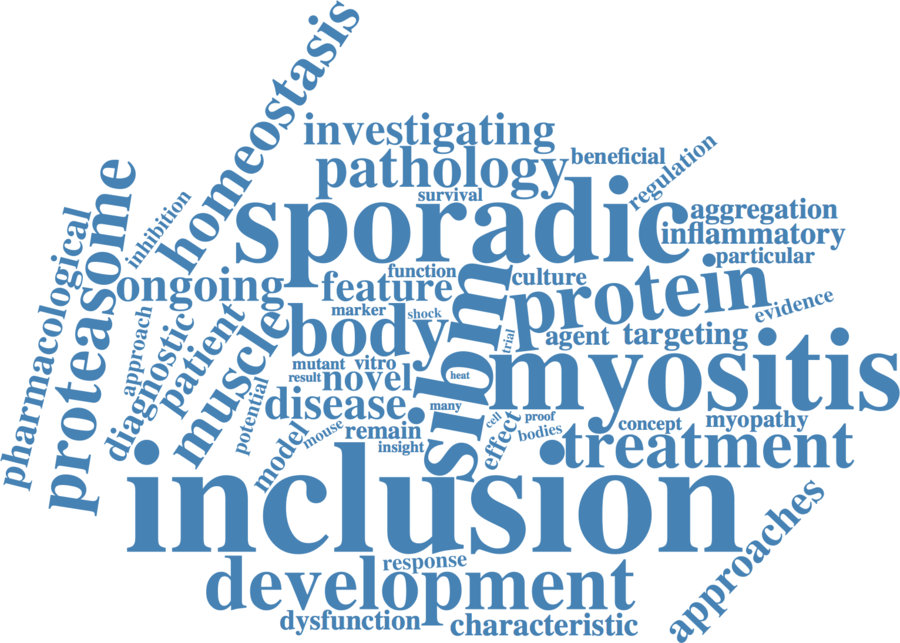 homeostasis
investigating
pathology
beneficial
regulation
survival
sporadic
aggregation
inflammatory
particular
proteasome
pharmacological
inhibition
ongoing
function
feature
culture
protein
evidence
marker
shock
sibm
body
trial
agent
targeting
approach
diagnostic
patient
muscle
mutant
vitro
result
novel
heat
myositis
potential
disease
many
cell
proof
concept
myopathy
model
mouse
remain
insight
effect
bodies
treatment
inclusion
approaches
response
development
dysfunction
characteristic